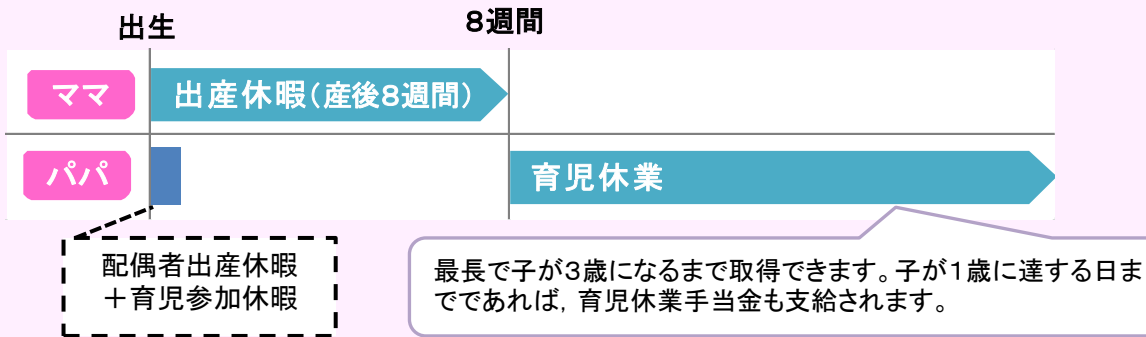 出生
8週間
ママ
出産休暇（産後8週間）
パパ
育児休業
配偶者出産休暇
＋育児参加休暇
最長で子が3歳になるまで取得できます。子が1歳に達する日ま
でであれば，育児休業手当金も支給されます。